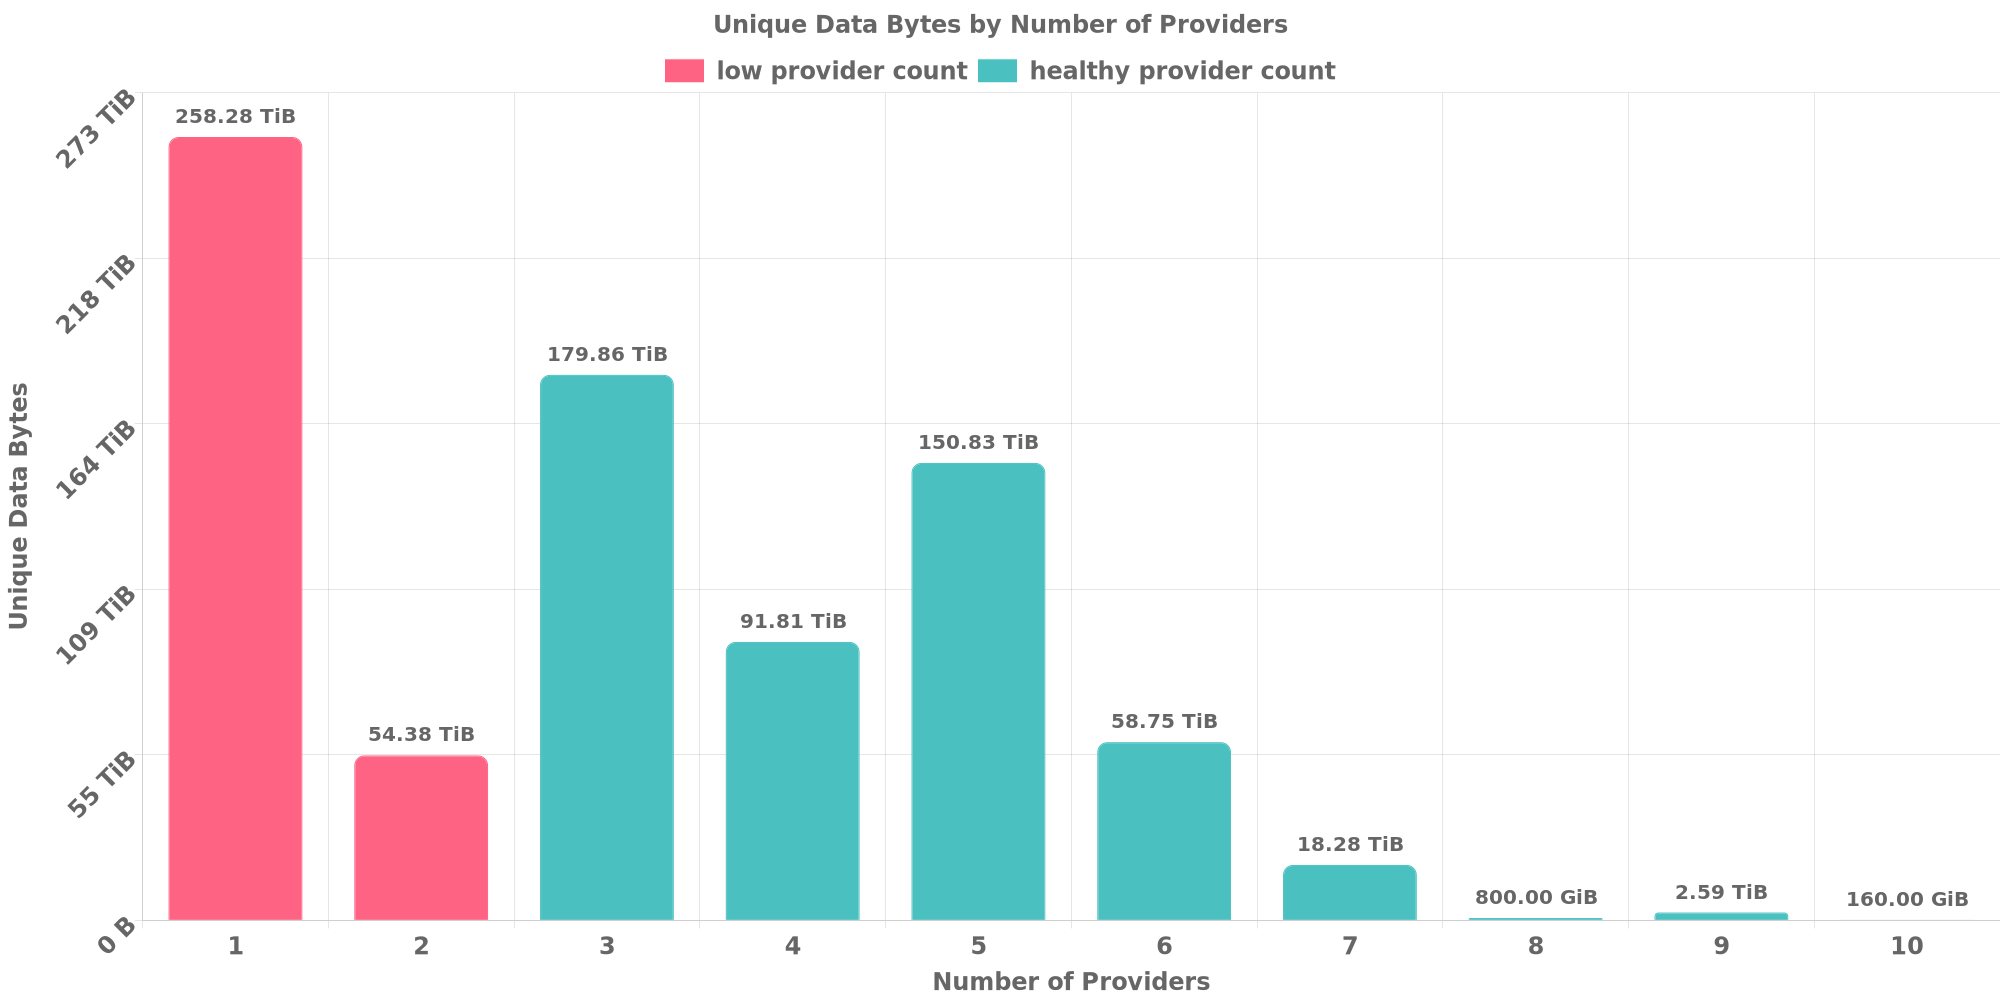 Unique Data Bytes by Number of Providers
low provider count
healthy provider count
Unique Data Bytes
273 TiB
218 TiB
164 TiB
109 TiB
55 TiB
0 B
258.28 TiB
54.38 TiB
179.86 TiB
91.81 TiB
150.83 TiB
58.75 TiB
18.28 TiB
800.00 GiB
2.59 TiB
160.00 GiB
1 2 3 4 5 6 7 8 9 10
Number of Providers